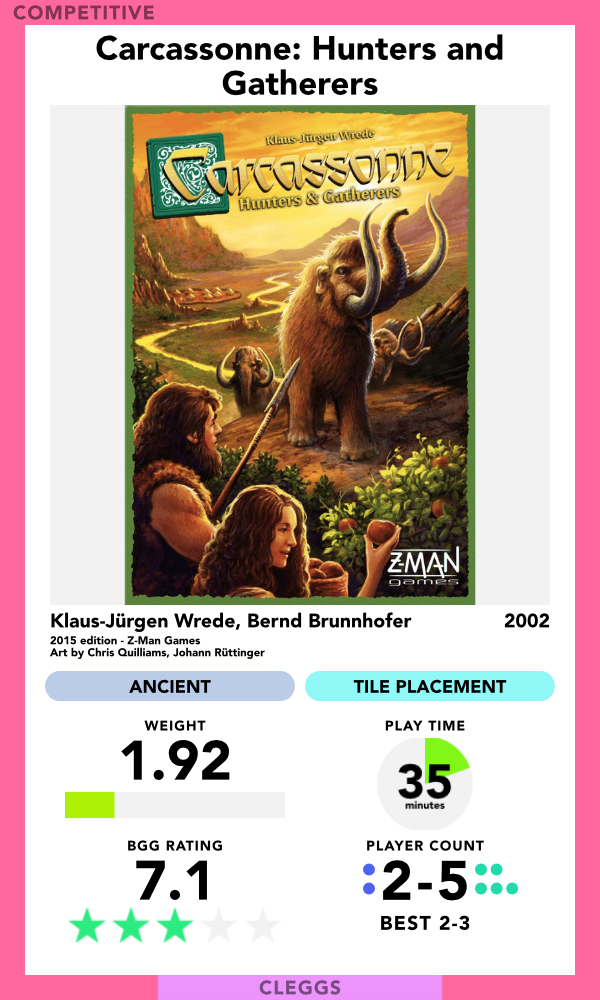 COMPETITIVE
Carcassonne: Hunters and
Gatherers
Klaus-Jürgen Wrede
Carcassonne
Hunters & Gatherers
Z-MAN
games
Klaus-Jürgen Wrede, Bernd Brunnhofer 2002
2015 edition - Z-Man Games
Art by Chris Quilliams, Johann Rüttinger
ANCIENT TILE PLACEMENT
WEIGHT
1.92
PLAY TIME
35
minutes
BGG RATING
7.1
PLAYER COUNT
2-5
BEST 2-3
CLEGGS